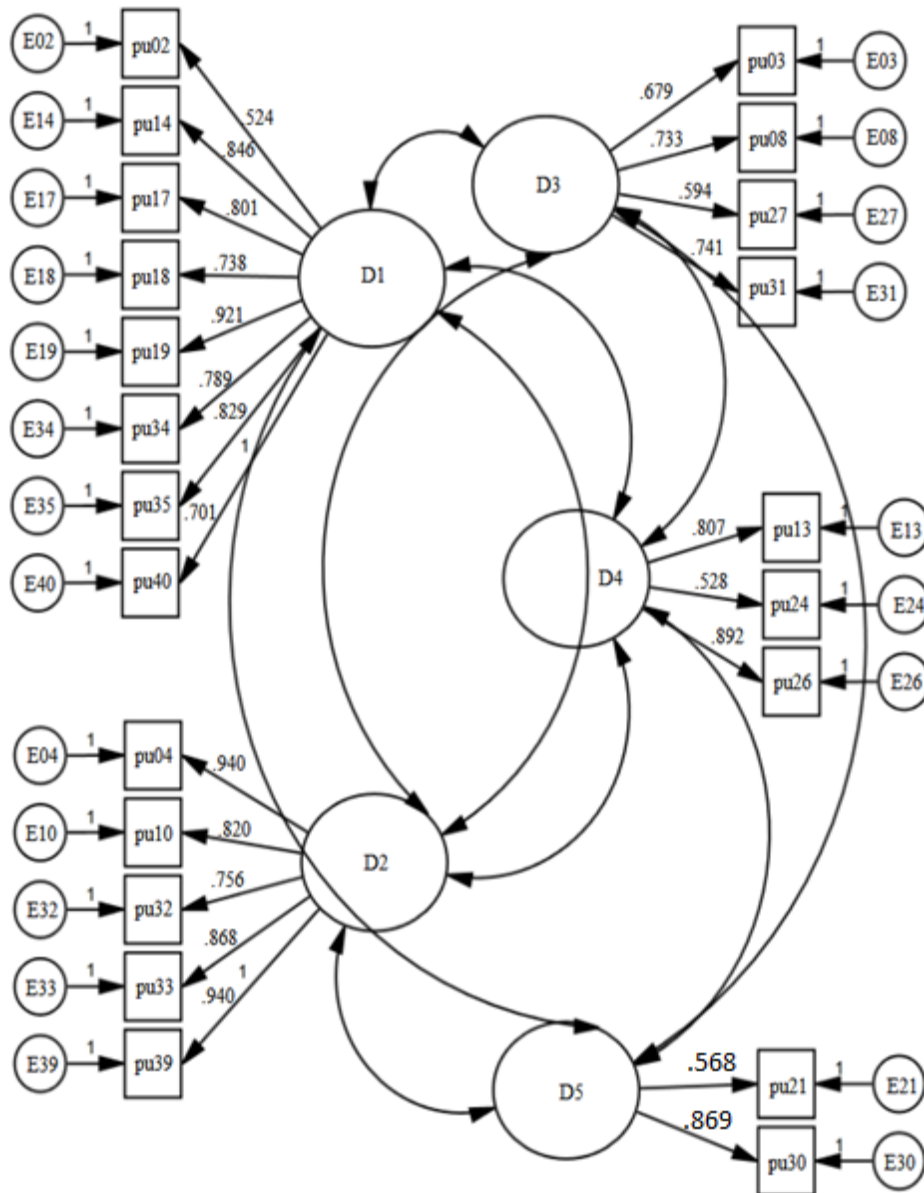 E02 1 pu02
.524
E14 1 pu14
.846
E17 1 pu17
.801
E18 1 pu18
.738
E19 1 pu19
.921
E34 1 pu34
.789
E35 1 pu35
.829
1
E40 1 pu40
.701
D1
D3
.679
pu03 1 E03
.733
pu08 1 E08
.594
pu27 1 E27
.741
pu31 1 E31
D4
.807
pu13 1 E13
.528
pu24 1 E24
.892
pu26 1 E26
E04 1 pu04
.940
E10 1 pu10
.820
E32 1 pu32
.756
E33 1 pu33
.868
1
E39 1 pu39
.940
D2
D5
.568
pu21 1 E21
.869
pu30 1 E30